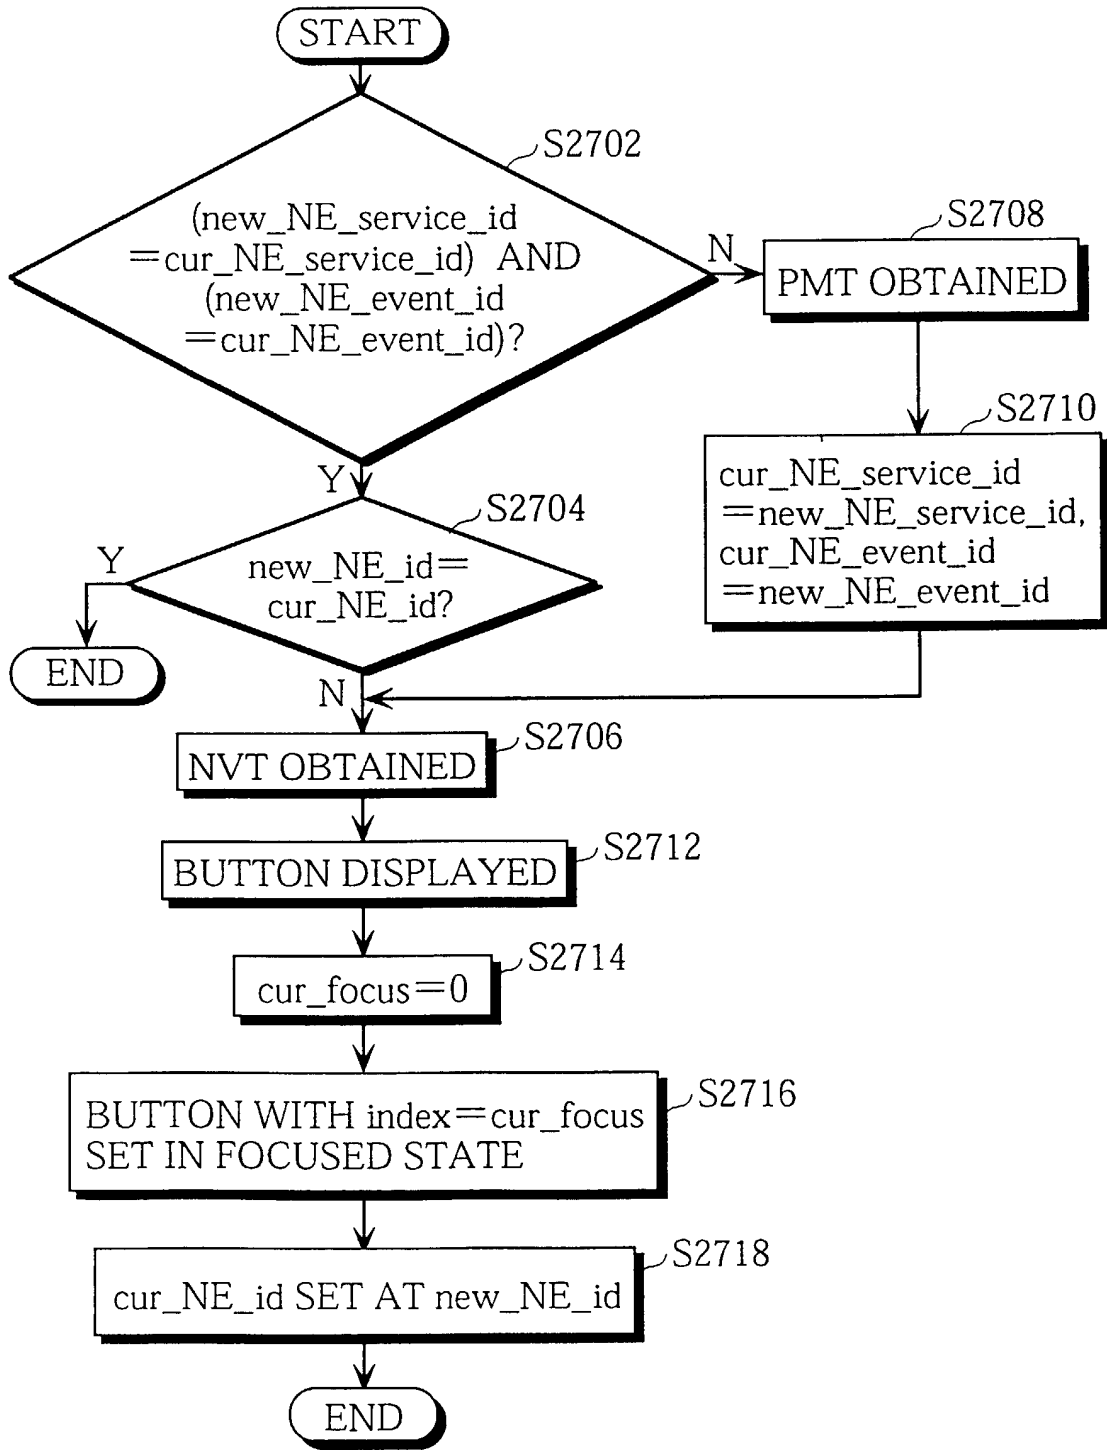 START
S2702
(new_NE_service_id
=cur_NE_service_id) AND
(new_NE_event_id
=cur_NE_event_id)?
N
S2708
PMT OBTAINED
S2710
cur_NE_service_id
=new_NE_service_id,
cur_NE_event_id
=new_NE_event_id
Y
S2704
new_NE_id=
cur_NE_id?
Y
END
N
S2706
NVT OBTAINED
S2712
BUTTON DISPLAYED
S2714
cur_focus=0
S2716
BUTTON WITH index=cur_focus
SET IN FOCUSED STATE
S2718
cur_NE_id SET AT new_NE_id
END